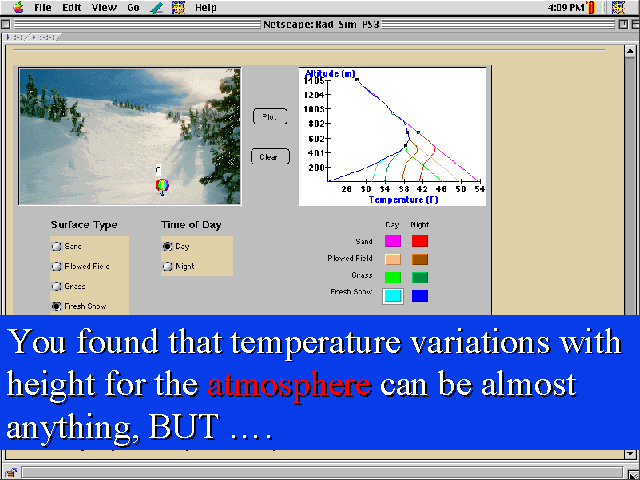 File Edit View Go Help 4:09 PM
Netscape: Rad Sim PS3
Altitude (m)
1405
1204
1003
802
602
401
200
26 30 34 38 42 46 50 54
Temperature (F)
Plot
Clear
Surface Type
Sand
Plowed Field
Grass
Fresh Snow
Time of Day
Day
Night
Day Night
Sand
Plowed Field
Grass
Fresh Snow
You found that temperature variations with
height for the atmosphere can be almost
anything, BUT ….